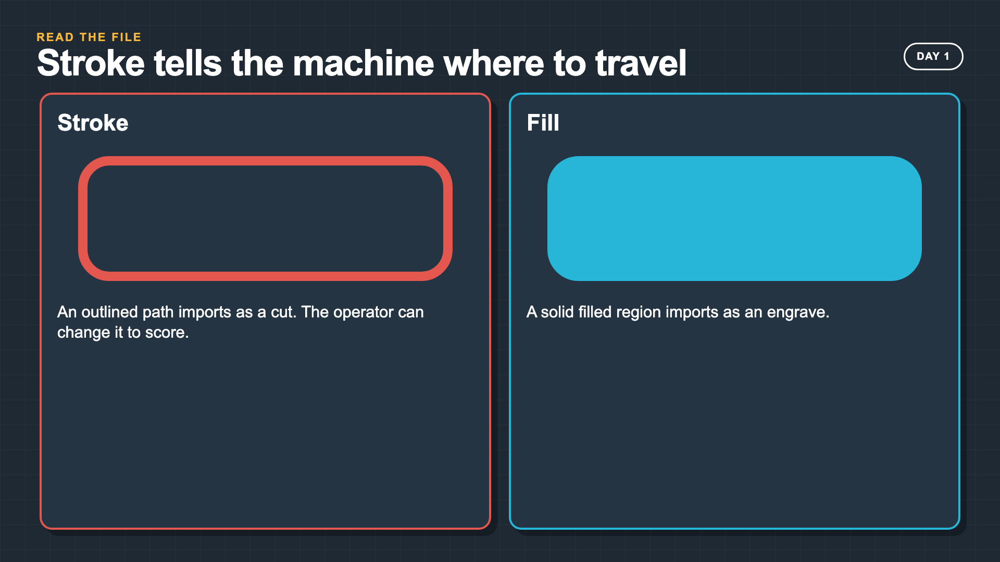 READ THE FILE
Stroke tells the machine where to travel
DAY 1
Stroke
An outlined path imports as a cut. The operator can
change it to score.
Fill
A solid filled region imports as an engrave.